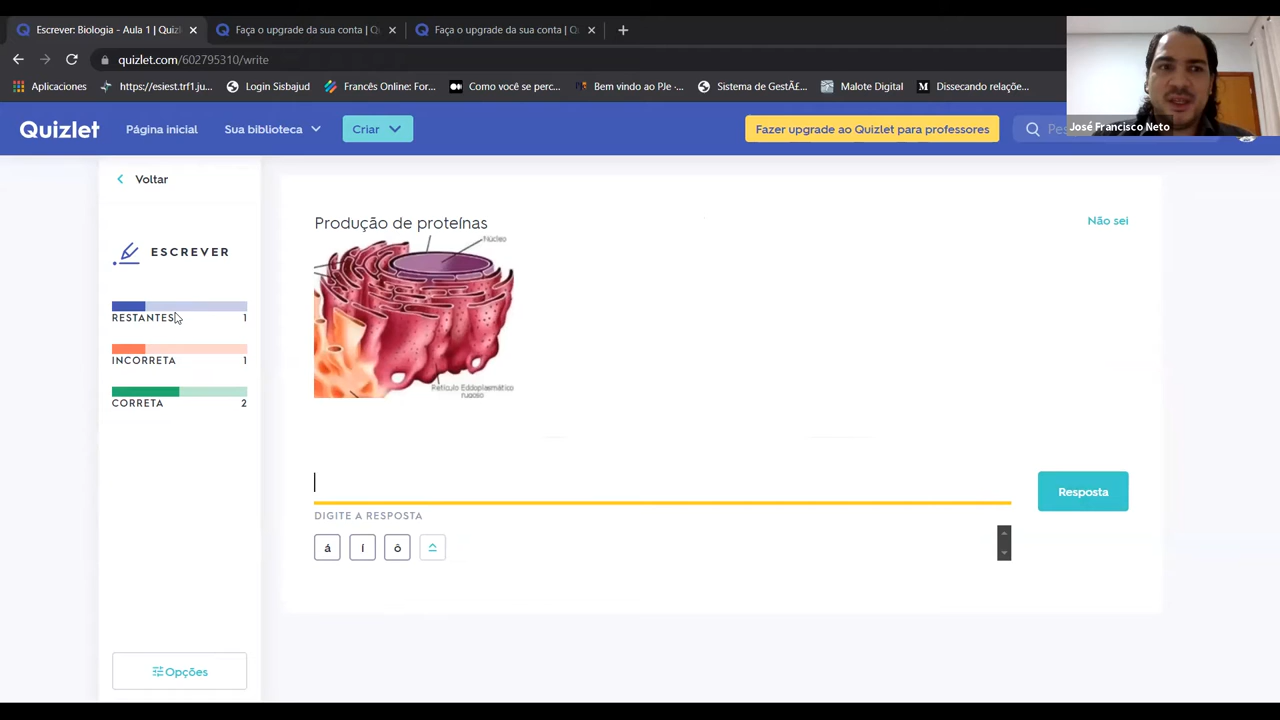 Escrever: Biologia - Aula 1 | Quiz
Faça o upgrade da sua conta | Q
Faça o upgrade da sua conta | Q
quizlet.com/602795310/write
Aplicaciones
https://esiest.trf1.ju...
Login Sisbajud
Francés Online: For...
Como você se perc...
Bem vindo ao PJe -...
Sistema de GestÃ£...
Malote Digital
Dissecando relaçõe...
Quizlet
Página inicial
Sua biblioteca
Criar
Fazer upgrade ao Quizlet para professores
Pes
José Francisco Neto
Voltar
ESCREVER
RESTANTES 1
INCORRETA 1
CORRETA 2
Opções
Produção de proteínas
Não sei
Núcleo
Retículo Eddoplaemático
rugoso
Resposta
DIGITE A RESPOSTA
á í ô